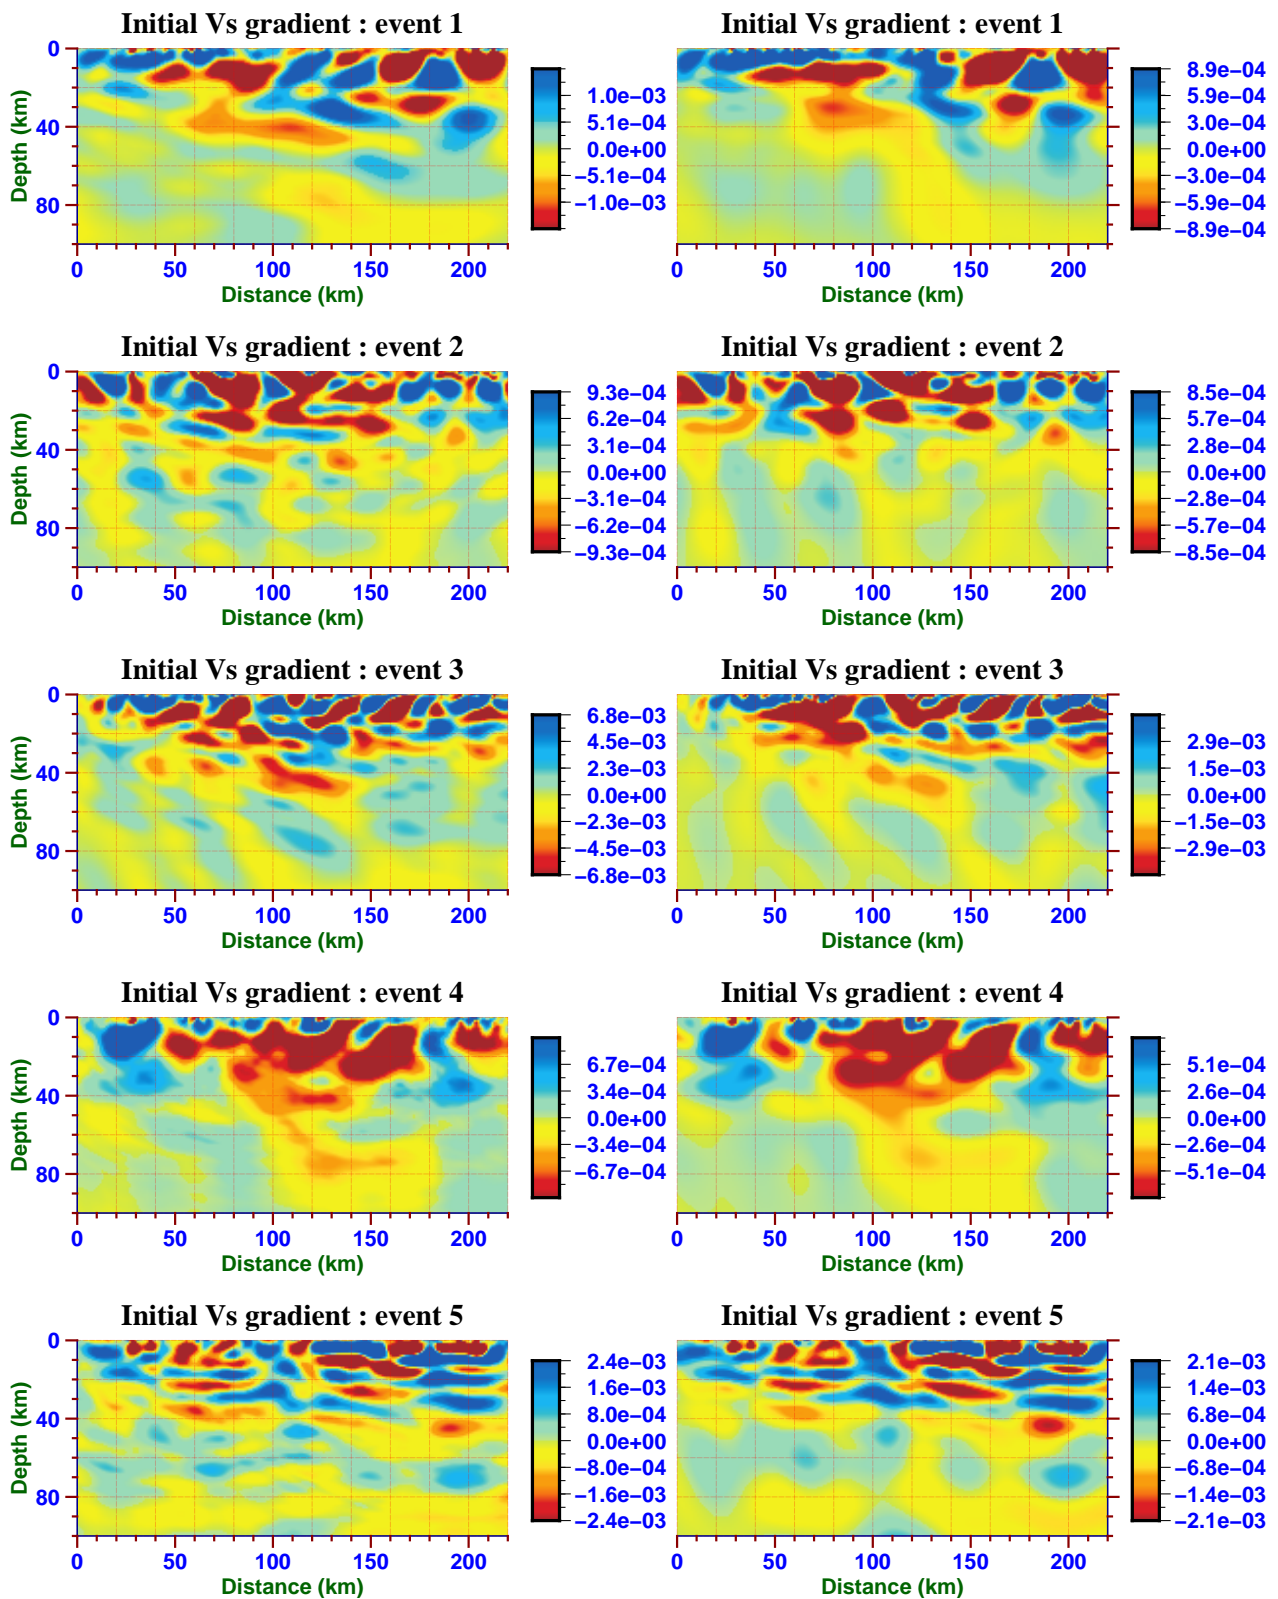 Initial Vs gradient : event 1 Initial Vs gradient : event 1
0 40 80
Depth (km)
0 50 100 150 200
Distance (km)
1.0e−03
5.1e−04
0.0e+00
−5.1e−04
−1.0e−03
0 50 100 150 200
Distance (km)
8.9e−04
5.9e−04
3.0e−04
0.0e+00
−3.0e−04
−5.9e−04
−8.9e−04
Initial Vs gradient : event 2 Initial Vs gradient : event 2
0 40 80
Depth (km)
0 50 100 150 200
Distance (km)
9.3e−04
6.2e−04
3.1e−04
0.0e+00
−3.1e−04
−6.2e−04
−9.3e−04
0 50 100 150 200
Distance (km)
8.5e−04
5.7e−04
2.8e−04
0.0e+00
−2.8e−04
−5.7e−04
−8.5e−04
Initial Vs gradient : event 3 Initial Vs gradient : event 3
0 40 80
Depth (km)
0 50 100 150 200
Distance (km)
6.8e−03
4.5e−03
2.3e−03
0.0e+00
−2.3e−03
−4.5e−03
−6.8e−03
0 50 100 150 200
Distance (km)
2.9e−03
1.5e−03
0.0e+00
−1.5e−03
−2.9e−03
Initial Vs gradient : event 4 Initial Vs gradient : event 4
0 40 80
Depth (km)
0 50 100 150 200
Distance (km)
6.7e−04
3.4e−04
0.0e+00
−3.4e−04
−6.7e−04
0 50 100 150 200
Distance (km)
5.1e−04
2.6e−04
0.0e+00
−2.6e−04
−5.1e−04
Initial Vs gradient : event 5 Initial Vs gradient : event 5
0 40 80
Depth (km)
0 50 100 150 200
Distance (km)
2.4e−03
1.6e−03
8.0e−04
0.0e+00
−8.0e−04
−1.6e−03
−2.4e−03
0 50 100 150 200
Distance (km)
2.1e−03
1.4e−03
6.8e−04
0.0e+00
−6.8e−04
−1.4e−03
−2.1e−03